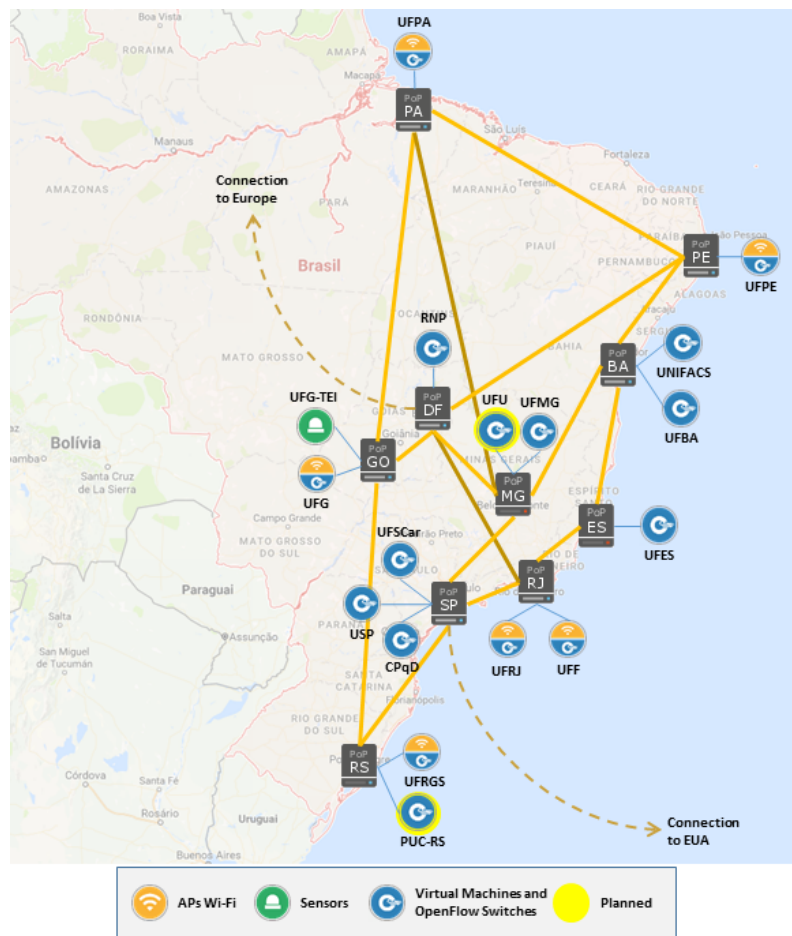 Boa Vista
UFPA
RORAIMA
AMAPÁ
Macapá
PoP
PA
Manaus
São Luís
Fortaleza
Connection
to Europe
AMAZONAS
PARÁ
MARANHÃO
Teresina
CEARÁ
RIO GRANDE
DO NORTE
PARAÍBA
João Pessoa
PIAUÍ
PERNAMBUCO
PoP
PE
UFPE
Brasil
ALAGOAS
Aracaju
RNP
RONDÔNIA
MATO GROSSO
BAHIA
PoP
BA
UNIFACS
UFBA
UFG-TEI
GOIÁS
PoP
DF
UFU
UFMG
Bolívia
Goiânia
PoP
GO
MINAS GERAIS
Santa Cruz
de La Sierra
UFG
PoP
MG
ESPÍRITO
PoP
ES
UFES
Campo Grande
MATO GROSSO
DO SUL
UFSCar
PoP
RJ
Paraguai
USP
PoP
SP
PARANÁ
Salta
Assunção
San Miguel
de Tucumán
CPqD
UFRJ
UFF
SANTA
CATARINA
Florianópolis
RIO GRANDE
DO SUL
PoP
RS
UFRGS
Córdova
Santa Fé
Rosário
Uruguai
PUC-RS
Connection
to EUA
Buenos Aires
APs Wi-Fi
Sensors
Virtual Machines and
OpenFlow Switches
Planned